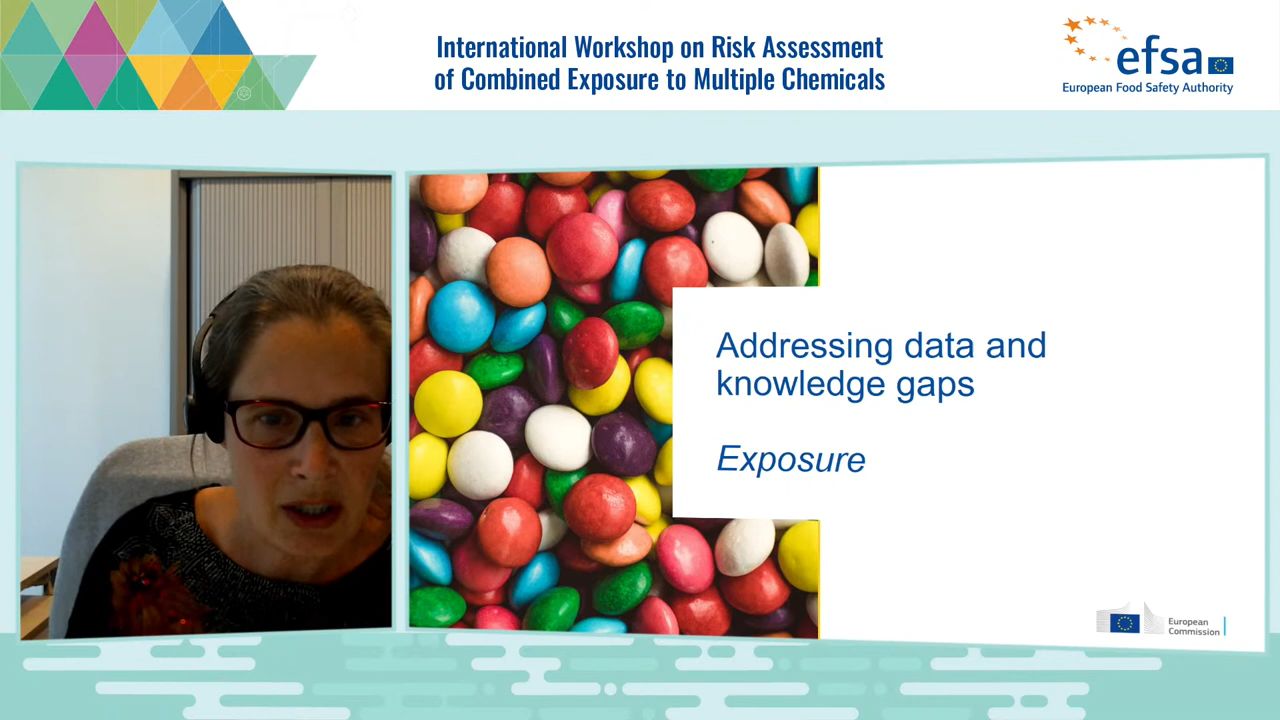 International Workshop on Risk Assessment
of Combined Exposure to Multiple Chemicals
efsa
European Food Safety Authority
Addressing data and
knowledge gaps
Exposure
European
Commission